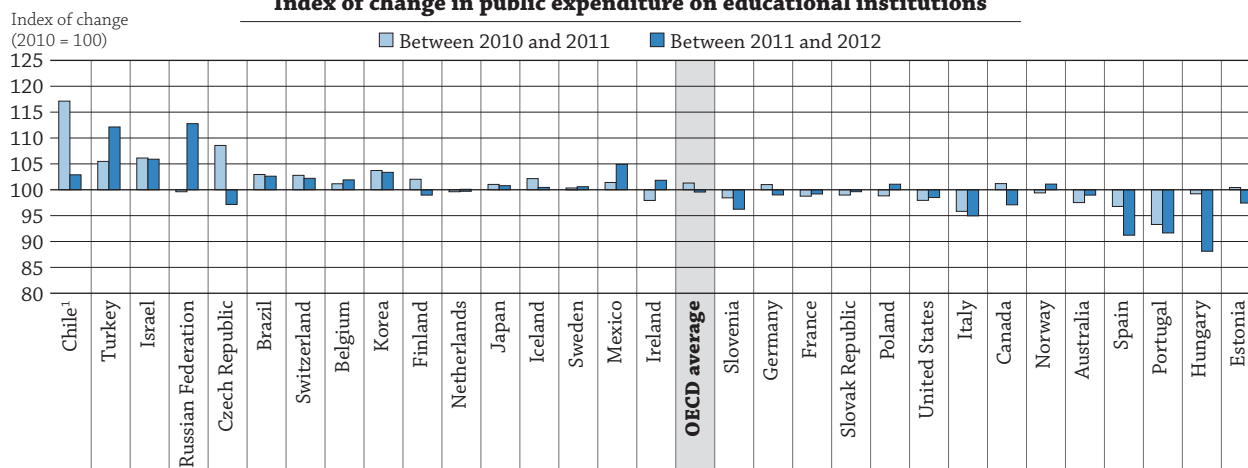 Index of change in public expenditure on educational institutions
Index of change
(2010 = 100)
Between 2010 and 2011
Between 2011 and 2012
125
120
115
110
105
100
95
90
85
80
Chile¹
Turkey
Israel
Russian Federation
Czech Republic
Brazil
Switzerland
Belgium
Korea
Finland
Netherlands
Japan
Iceland
Sweden
Mexico
Ireland
OECD average
Slovenia
Germany
France
Slovak Republic
Poland
United States
Italy
Canada
Norway
Australia
Spain
Portugal
Hungary
Estonia